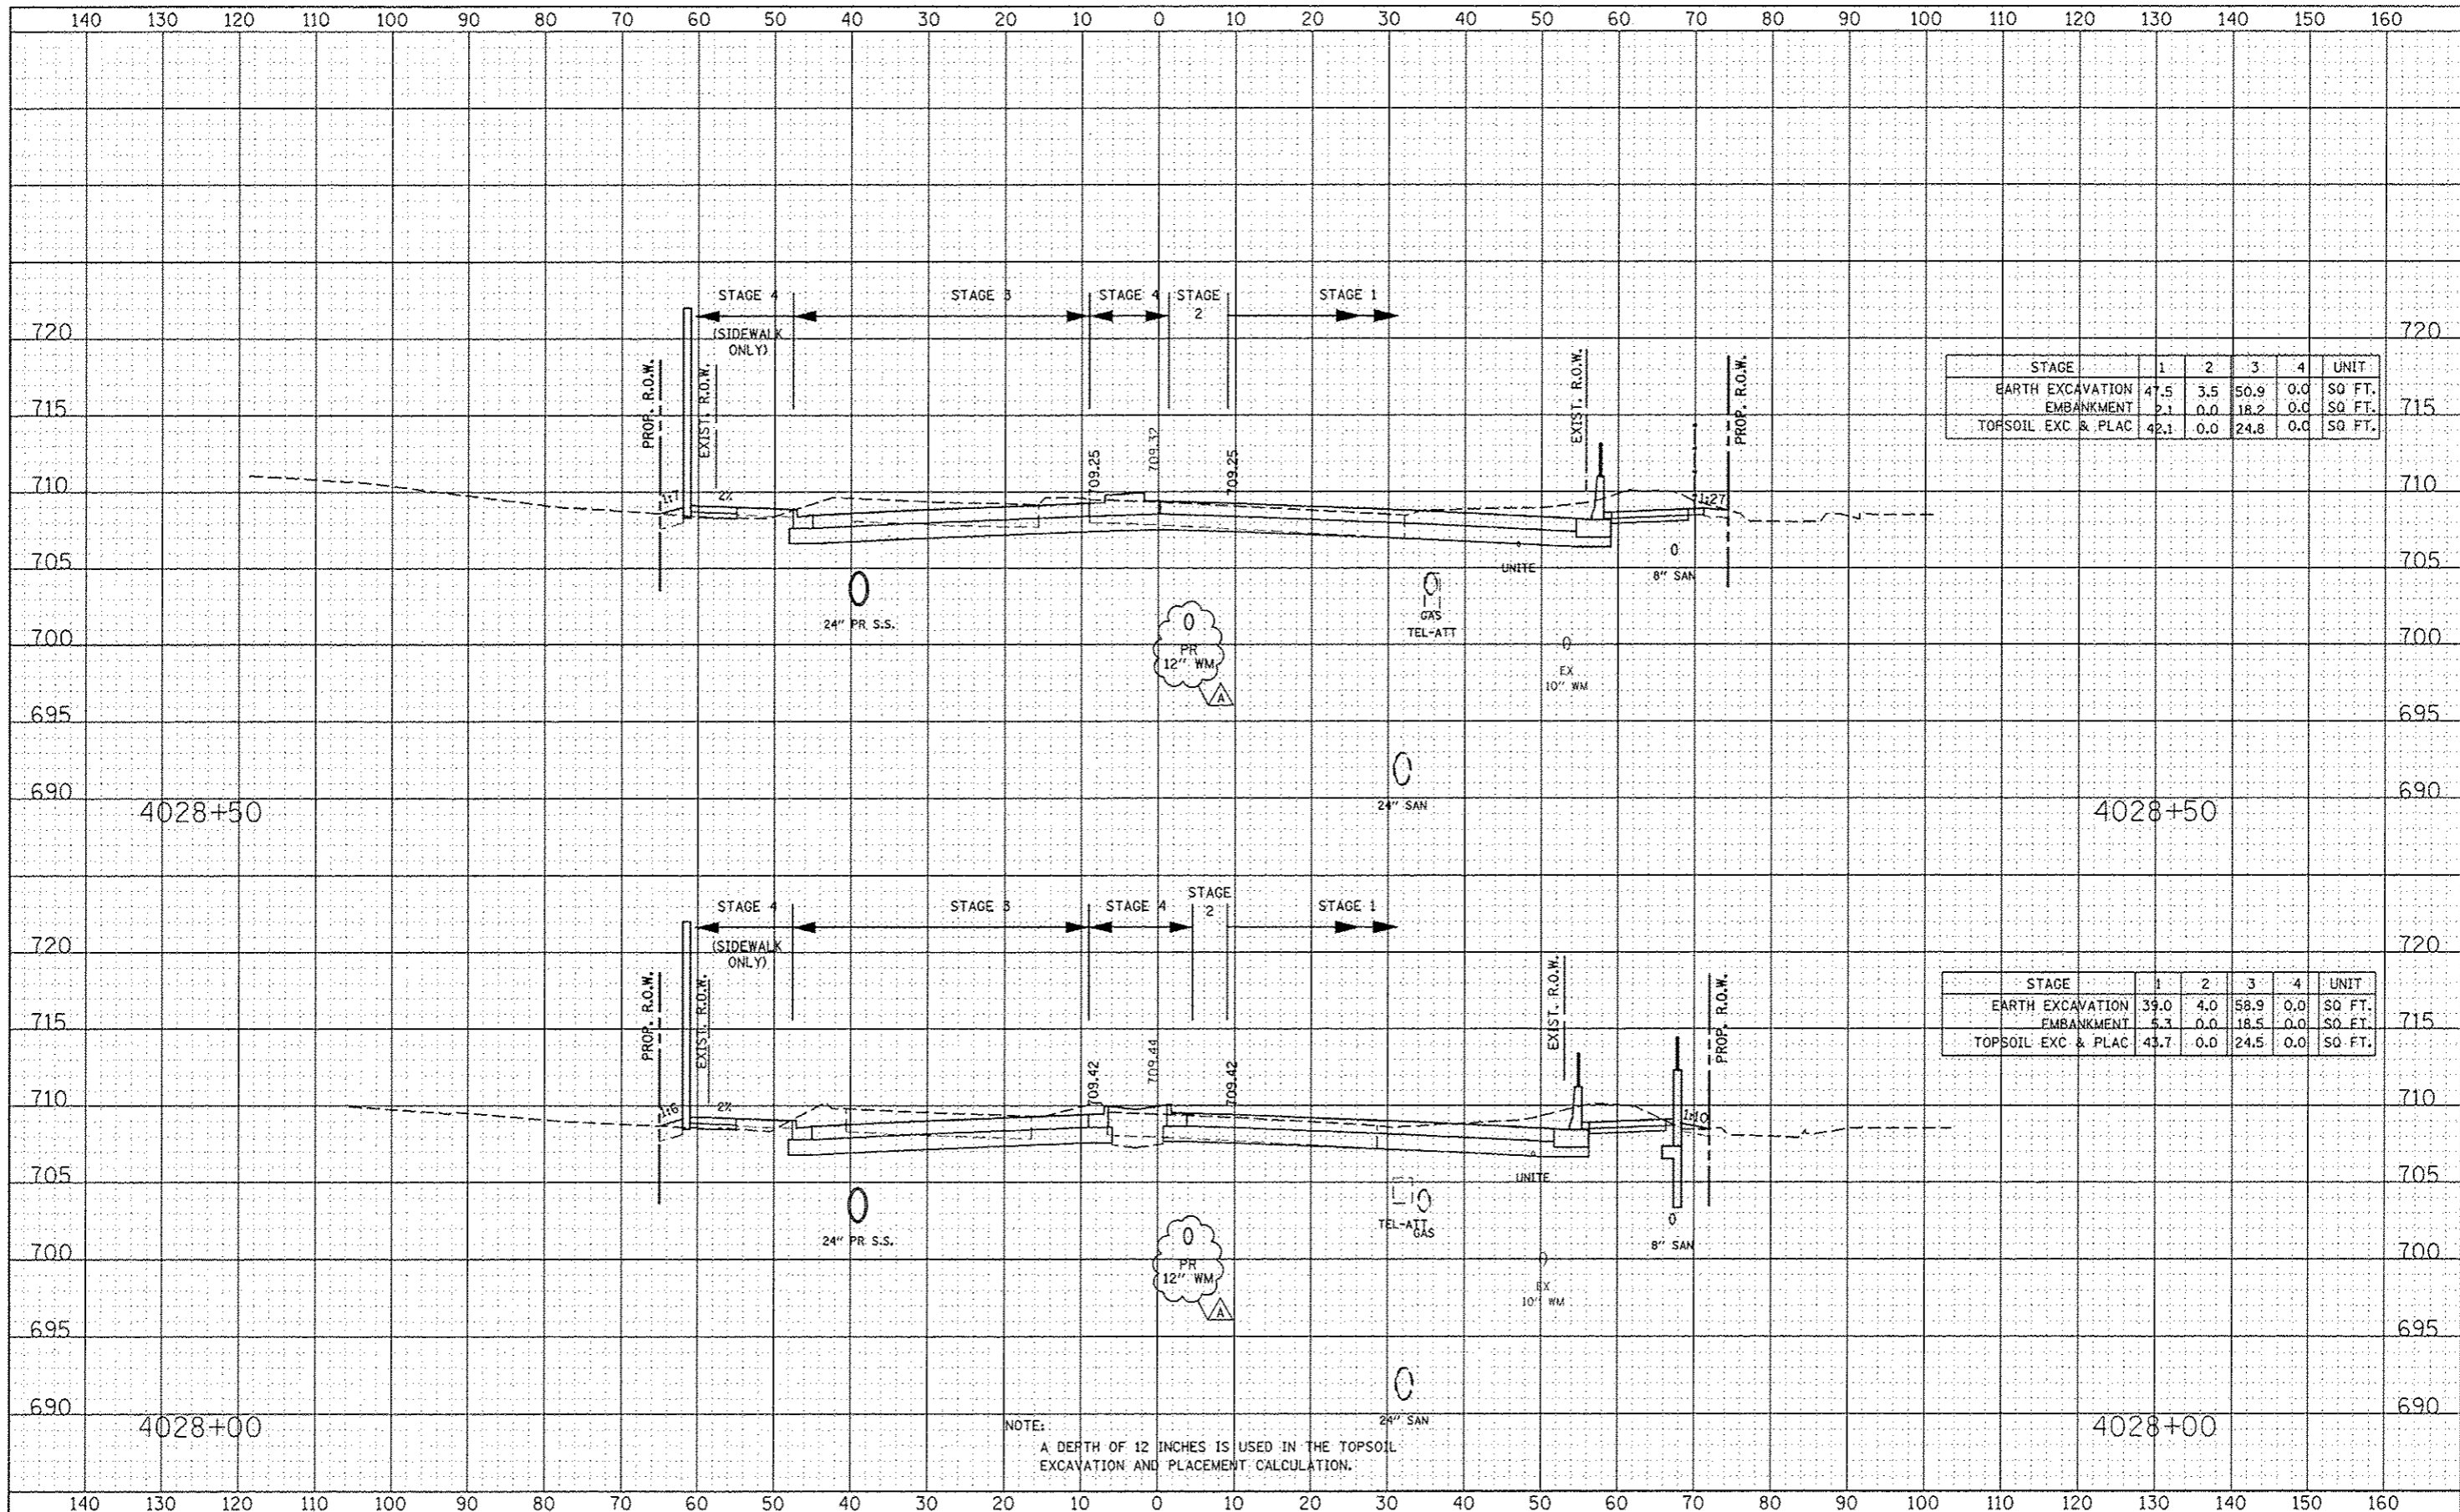 140 130 120 110 100 90 80 70 60 50 40 30 20 10 0 10 20 30 40 50 60 70 80 90 100 110 120 130 140 150 160
STAGE 4 STAGE 3 STAGE 4 STAGE 2 STAGE 1
(SIDEWALK ONLY)
720 720
PROP. R.O.W.
EXIST. R.O.W.
EXIST. R.O.W.
PROP. R.O.W.
STAGE 1 2 3 4 UNIT
EARTH EXCAVATION 47.5 3.5 50.9 0.0 SQ FT.
EMBANKMENT 2.1 0.0 18.2 0.0 SQ FT.
TOPSOIL EXC & PLAC 42.1 0.0 24.8 0.0 SQ FT.
715 715
709.25 709.32 709.25
710 710
1:7 2% 1:27
705 705
UNITE
8" SAN
24" PR S.S.
GAS
TEL-ATT
700 700
PR
12" WM
A
EX
10" WM
695 695
690 690
24" SAN
4028+50 4028+50
STAGE 4 STAGE 3 STAGE 4 STAGE 2 STAGE 1
(SIDEWALK ONLY)
720 720
PROP. R.O.W.
EXIST. R.O.W.
EXIST. R.O.W.
PROP. R.O.W.
STAGE 1 2 3 4 UNIT
EARTH EXCAVATION 39.0 4.0 58.9 0.0 SQ FT.
EMBANKMENT 5.3 0.0 18.5 0.0 SQ FT.
TOPSOIL EXC & PLAC 43.7 0.0 24.5 0.0 SQ FT.
715 715
709.42 709.44 709.42
710 710
1:6 2% 1:10
705 705
UNITE
TEL-ATT
GAS
24" PR S.S.
8" SAN
700 700
PR
12" WM
A
EX
10" WM
695 695
690 690
24" SAN
4028+00 4028+00
NOTE:
A DEPTH OF 12 INCHES IS USED IN THE TOPSOIL
EXCAVATION AND PLACEMENT CALCULATION.
140 130 120 110 100 90 80 70 60 50 40 30 20 10 0 10 20 30 40 50 60 70 80 90 100 110 120 130 140 150 160